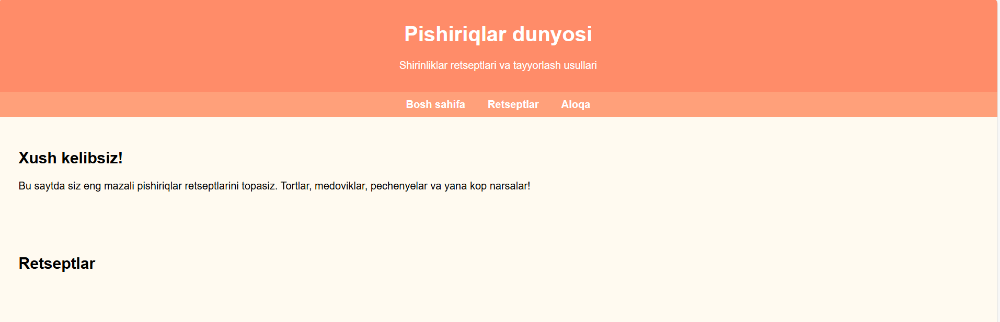 Pishiriqlar dunyosi
Shirinliklar retseptlari va tayyorlash usullari
Bosh sahifa Retseptlar Aloqa
Xush kelibsiz!
Bu saytda siz eng mazali pishiriqlar retseptlarini topasiz. Tortlar, medoviklar, pechenyelar va yana kop narsalar!
Retseptlar